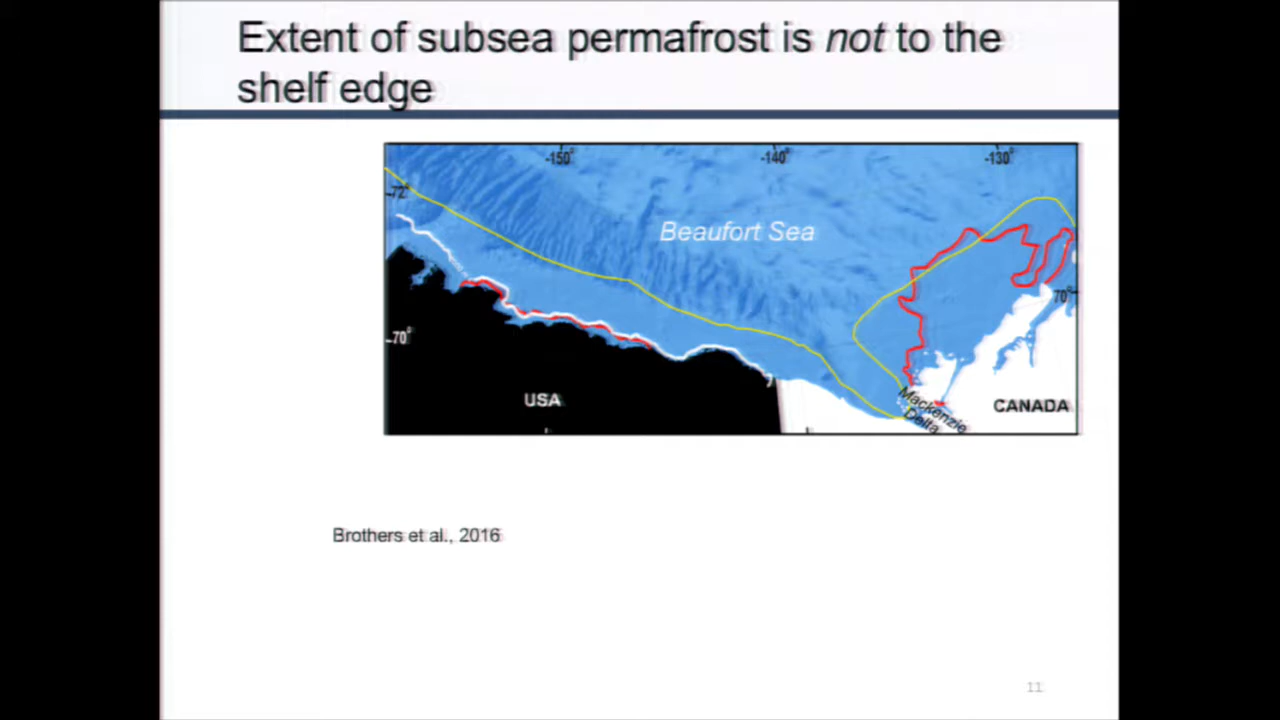 Extent of subsea permafrost is not to the
shelf edge
-150°
-140°
-130°
72°
Beaufort Sea
70°
70°
USA
CANADA
Mackenzie
Delta
Brothers et al., 2016
11